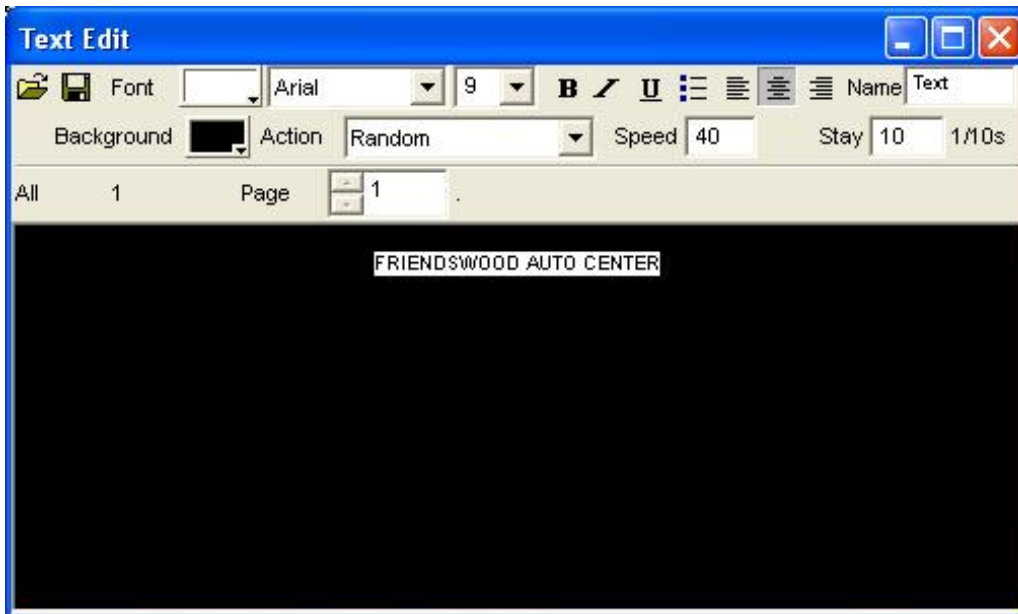 Text Edit
Font Arial 9 B I U Name Text
Background Action Random Speed 40 Stay 10 1/10s
All 1 Page 1 .
FRIENDSWOOD AUTO CENTER